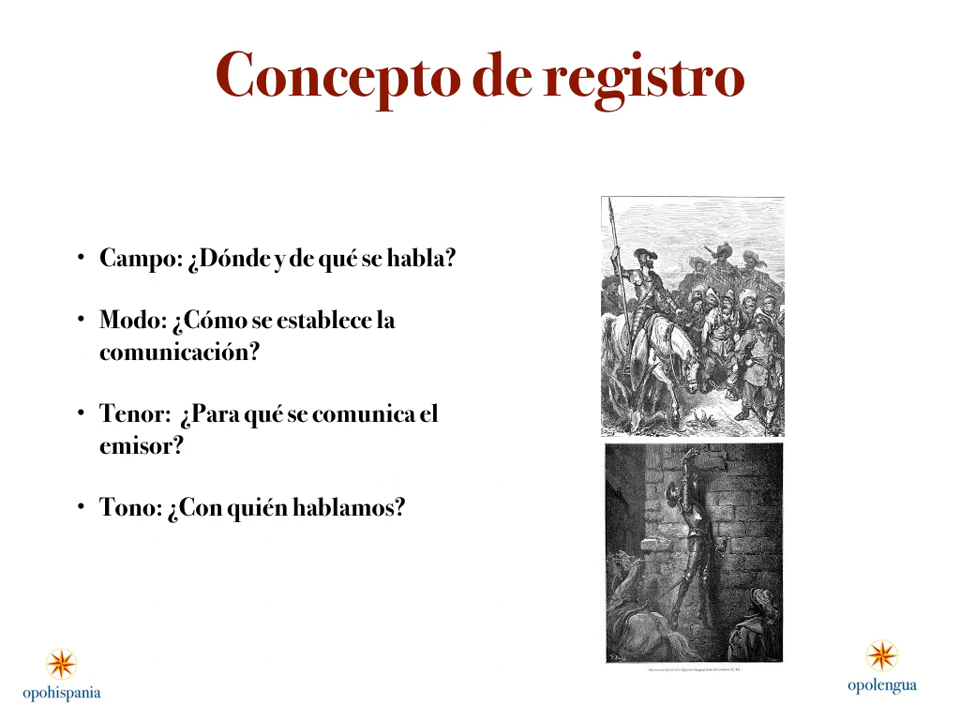 Concepto de registro
• Campo: ¿Dónde y de qué se habla?
• Modo: ¿Cómo se establece la
comunicación?
• Tenor: ¿Para qué se comunica el
emisor?
• Tono: ¿Con quién hablamos?
opohispania
opolengua